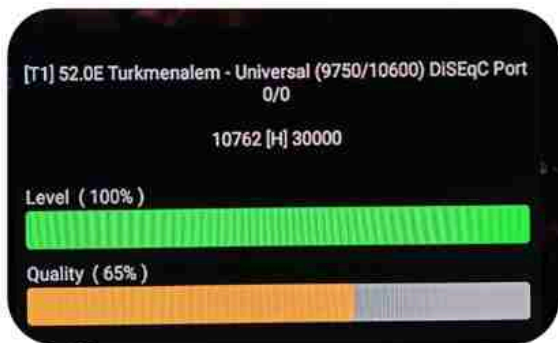 [T1] 52.0E Turkmenalem - Universal (9750/10600) DiSEqC Port
0/0
10762 [H] 30000
Level ( 100% )
Quality ( 65% )